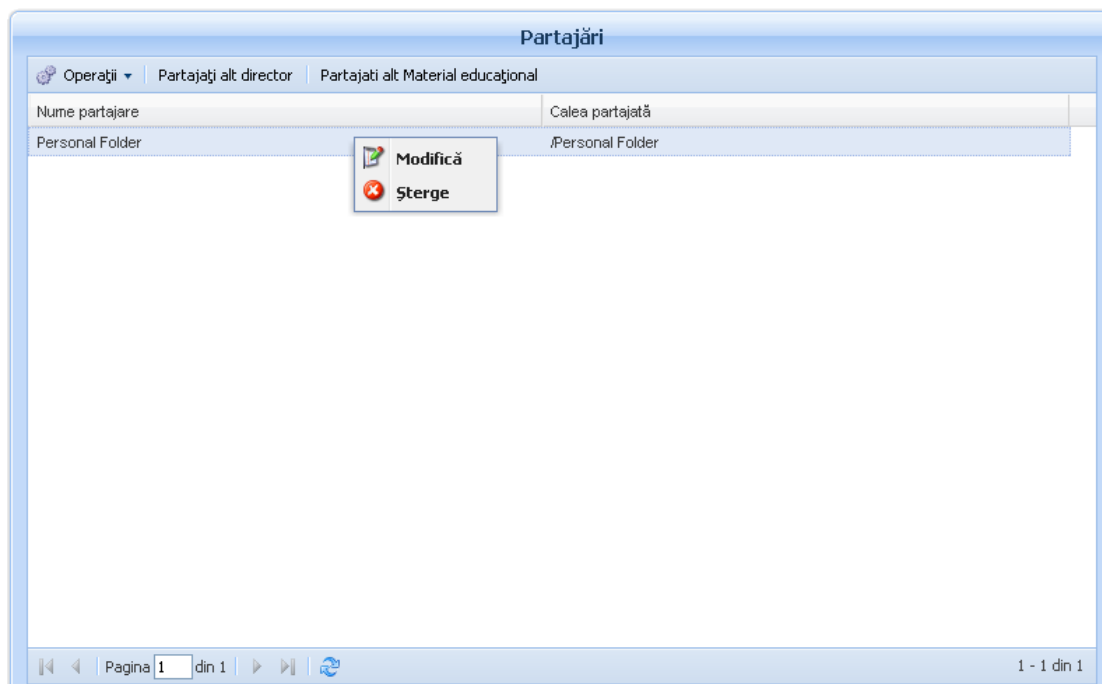 Partajări
Operaţii Partajaţi alt director Partajati alt Material educaţional
Nume partajare Calea partajată
Personal Folder /Personal Folder
Modifică
Şterge
Pagina 1 din 1 1 - 1 din 1